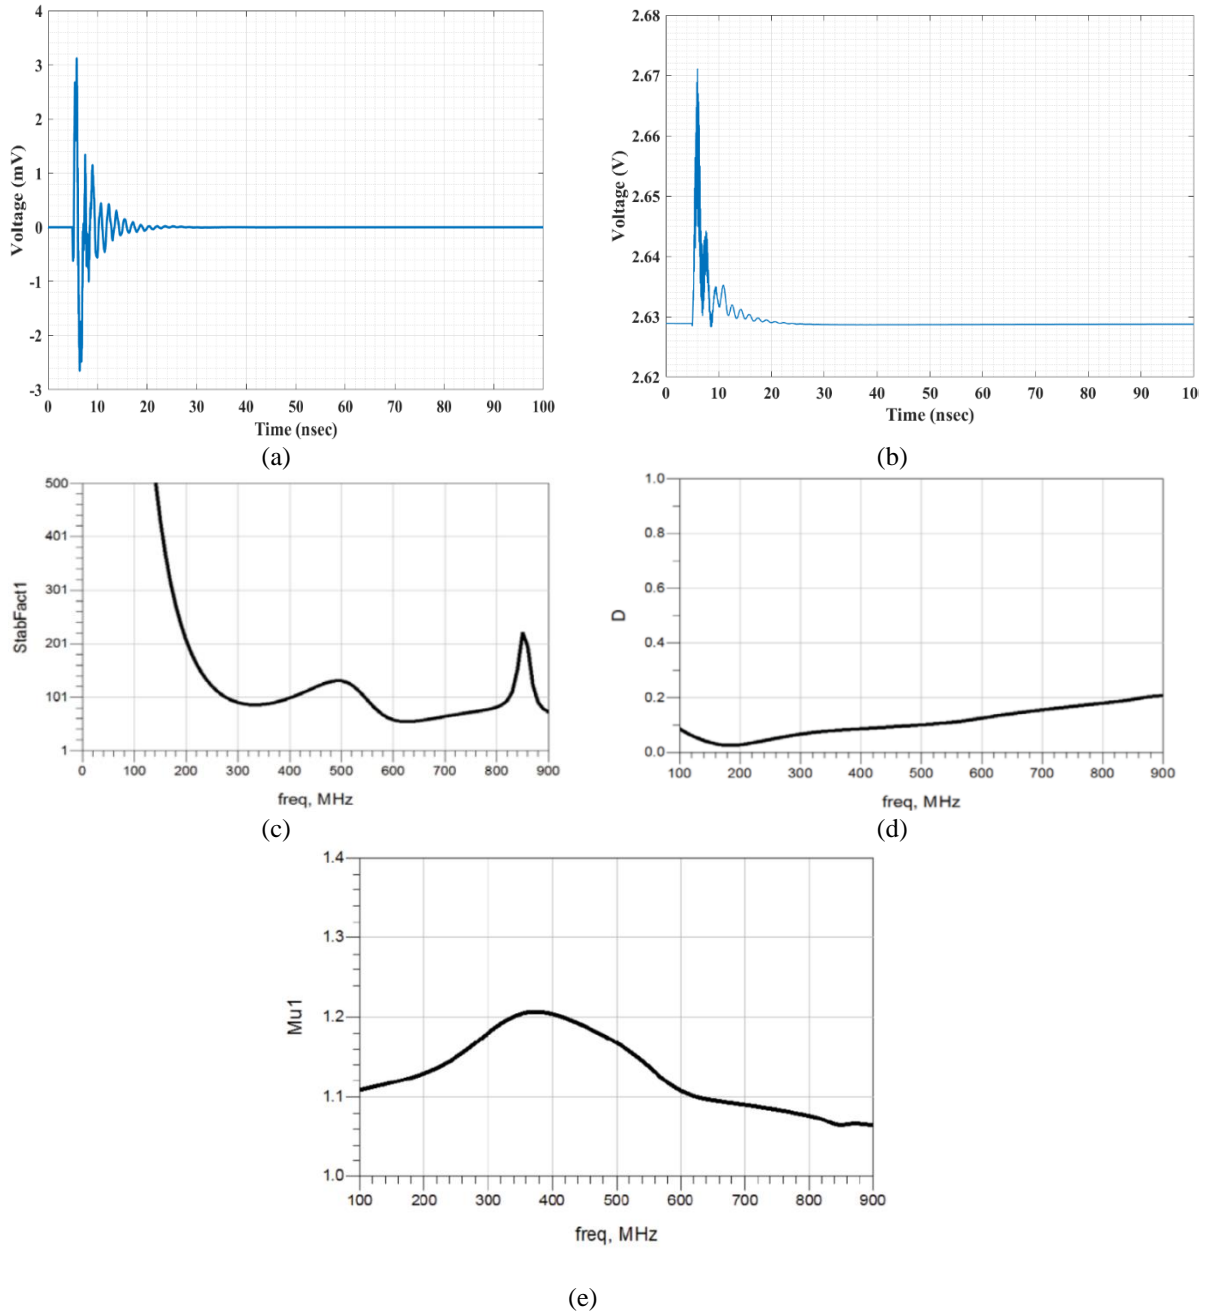 4
3
2
1
0
-1
-2
-3
Voltage (mV)
0 10 20 30 40 50 60 70 80 90 100
Time (nsec)
(a)
2.68
2.67
2.66
2.65
2.64
2.63
2.62
Voltage (V)
0 10 20 30 40 50 60 70 80 90 10
Time (nsec)
(b)
500
401
301
201
101
1
StabFact1
0 100 200 300 400 500 600 700 800 900
freq, MHz
(c)
1.0
0.8
0.6
0.4
0.2
0.0
D
100 200 300 400 500 600 700 800 900
freq, MHz
(d)
1.4
1.3
1.2
1.1
1.0
Mu1
100 200 300 400 500 600 700 800 900
freq, MHz
(e)